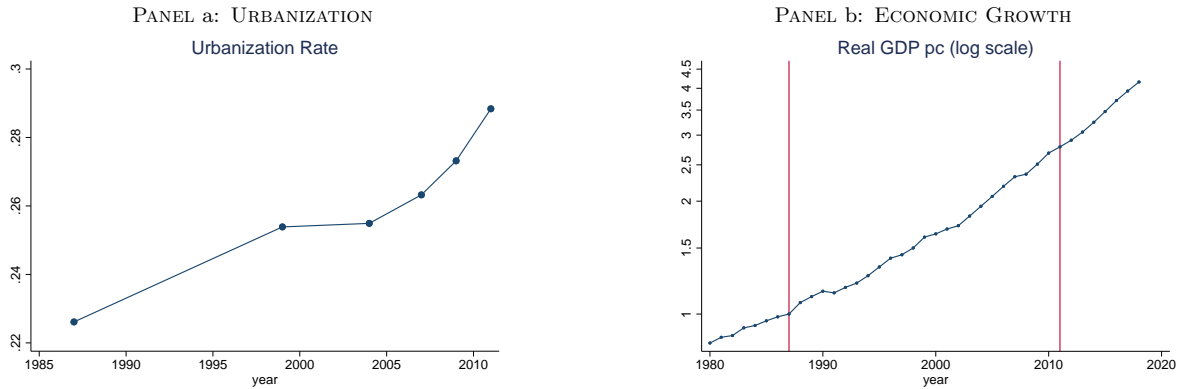 PANEL a: URBANIZATION
Urbanization Rate
.3
.28
.26
.24
.22
1985 1990 1995 2000 2005 2010
year
PANEL b: ECONOMIC GROWTH
Real GDP pc (log scale)
4.5
4
3.5
3
2.5
2
1.5
1
1980 1990 2000 2010 2020
year